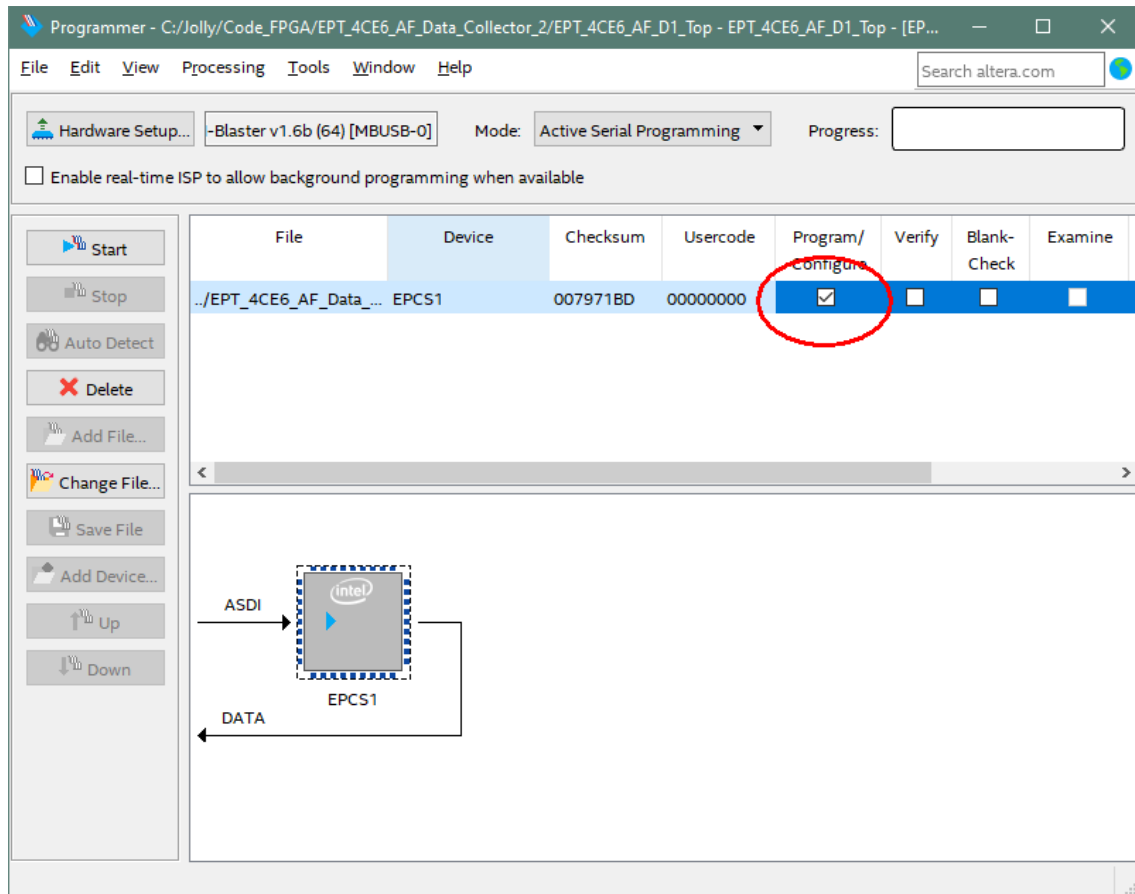 Programmer - C:/Jolly/Code_FPGA/EPT_4CE6_AF_Data_Collector_2/EPT_4CE6_AF_D1_Top - EPT_4CE6_AF_D1_Top - [EP...
File Edit View Processing Tools Window Help
Search altera.com
Hardware Setup... -Blaster v1.6b (64) [MBUSB-0] Mode: Active Serial Programming Progress:
Enable real-time ISP to allow background programming when available
File Device Checksum Usercode Program/ Verify Blank- Examine
Configure Check
../EPT_4CE6_AF_Data_... EPCS1 007971BD 00000000
Start
Stop
Auto Detect
Delete
Add File...
Change File...
Save File
Add Device...
Up
Down
intel
ASDI
EPCS1
DATA